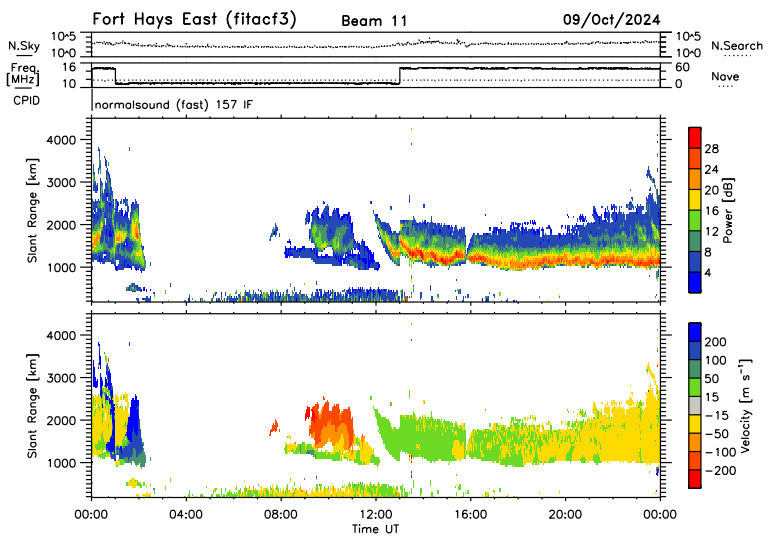 Fort Hays East (fitacf3) Beam 11 09/Oct/2024
N.Sky 10^5 10^0 10^5 10^0 N.Search
Freq. [MHz] 16 10 60 0 Nave
CPID normalsound (fast) 157 IF
Slant Range [km] 4000 3000 2000 1000
28 24 20 16 12 8 4 Power [dB]
Slant Range [km] 4000 3000 2000 1000
200 100 50 15 -15 -50 -100 -200 Velocity [m s^-1]
00:00 04:00 08:00 12:00 16:00 20:00 00:00
Time UT